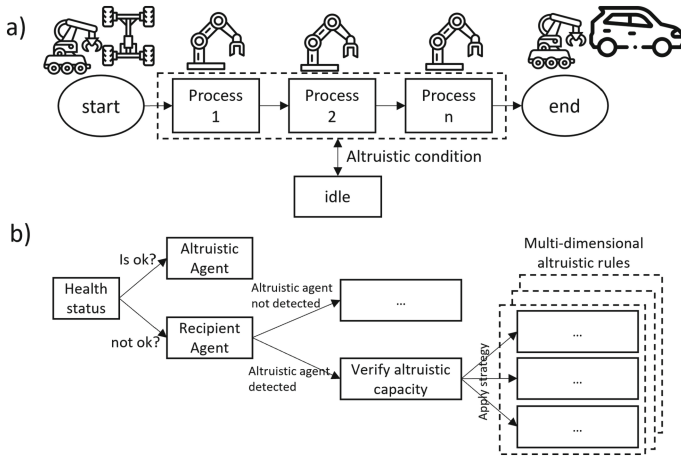 a)
start
Process
1
Process
2
Process
n
end
Altruistic condition
idle
b)
Multi-dimensional
altruistic rules
Is ok?
Altruistic
Agent
Health
status
Altruistic agent
not detected
...
...
not ok?
Recipient
Agent
Altruistic agent
detected
Verify altruistic
capacity
Apply strategy
...
...